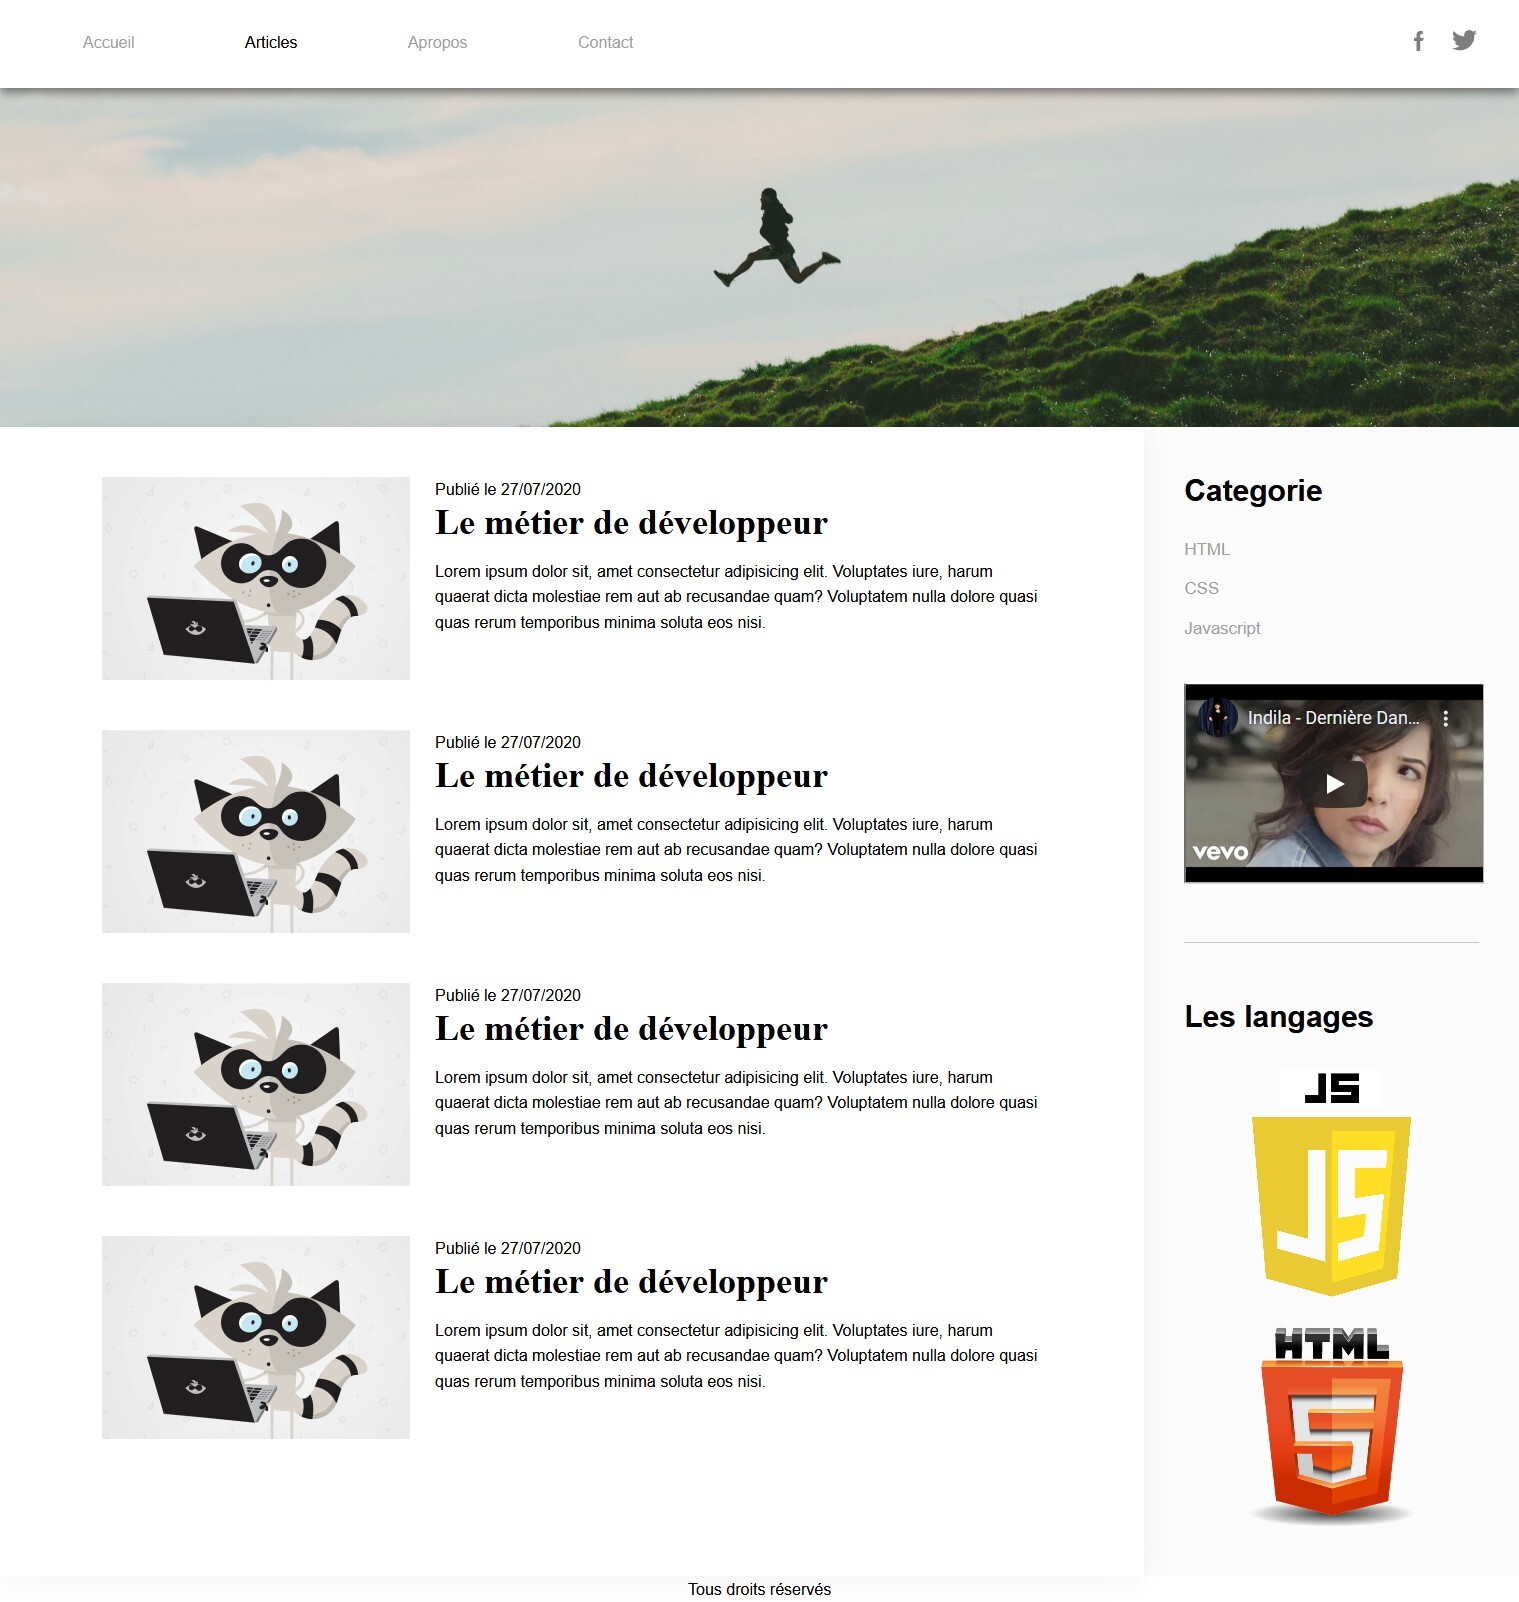 Accueil
Articles
Apropos
Contact
Publié le 27/07/2020
Le métier de développeur
Lorem ipsum dolor sit, amet consectetur adipisicing elit. Voluptates iure, harum
quaerat dicta molestiae rem aut ab recusandae quam? Voluptatem nulla dolore quasi
quas rerum temporibus minima soluta eos nisi.
Publié le 27/07/2020
Le métier de développeur
Lorem ipsum dolor sit, amet consectetur adipisicing elit. Voluptates iure, harum
quaerat dicta molestiae rem aut ab recusandae quam? Voluptatem nulla dolore quasi
quas rerum temporibus minima soluta eos nisi.
Publié le 27/07/2020
Le métier de développeur
Lorem ipsum dolor sit, amet consectetur adipisicing elit. Voluptates iure, harum
quaerat dicta molestiae rem aut ab recusandae quam? Voluptatem nulla dolore quasi
quas rerum temporibus minima soluta eos nisi.
Publié le 27/07/2020
Le métier de développeur
Lorem ipsum dolor sit, amet consectetur adipisicing elit. Voluptates iure, harum
quaerat dicta molestiae rem aut ab recusandae quam? Voluptatem nulla dolore quasi
quas rerum temporibus minima soluta eos nisi.
Categorie
HTML
CSS
Javascript
Indila - Dernière Dan...
vevo
Les langages
JS
JS
HTML
5
Tous droits réservés